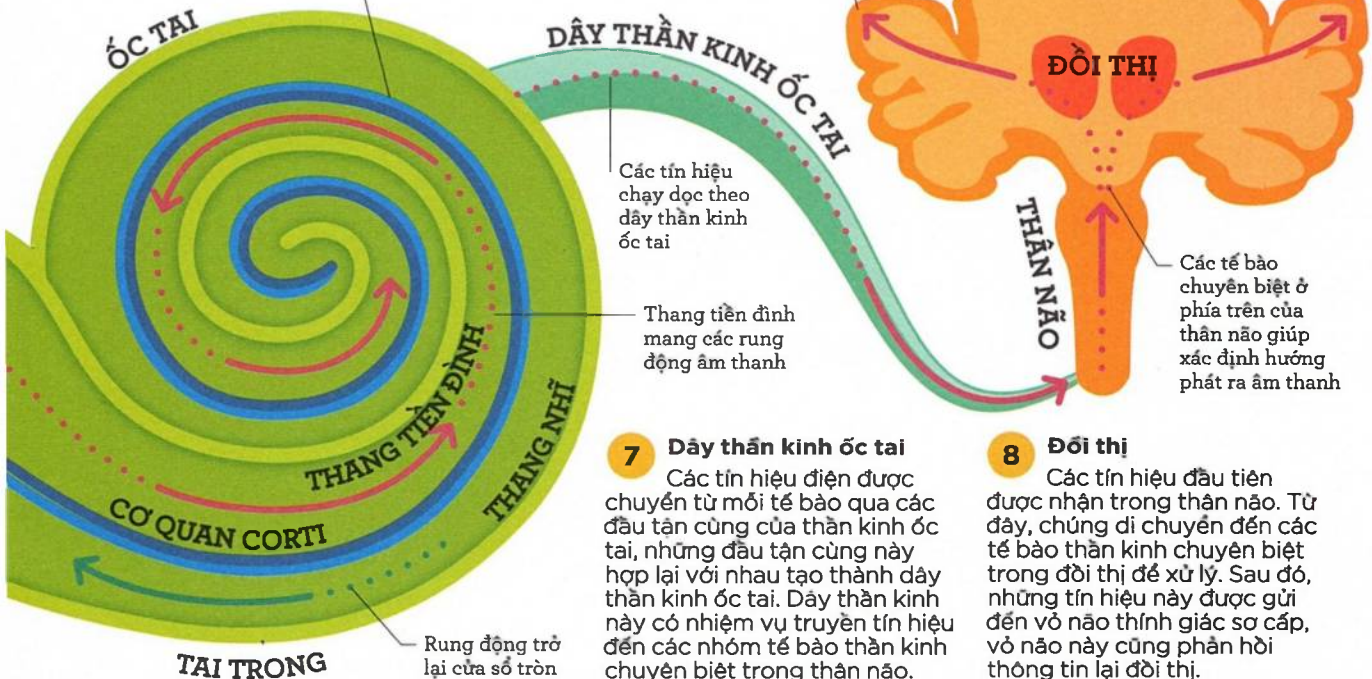 ỐC TAI
DÂY THẦN KINH ỐC TAI
ĐỒI THỊ
Các tín hiệu
chạy dọc theo
dây thần kinh
ốc tai
THÂN NÃO
Các tế bào
chuyên biệt ở
phía trên của
thân não giúp
xác định hướng
phát ra âm thanh
Thang tiền đình
mang các rung
động âm thanh
THANG TIỀN ĐÌNH
THANG NHĨ
CƠ QUAN CORTI
TAI TRONG
Rung động trở
lại cửa sổ tròn
7 Dây thần kinh ốc tai
Các tín hiệu điện được
chuyển từ mỗi tế bào qua các
đầu tận cùng của thần kinh ốc
tai, những đầu tận cùng này
hợp lại với nhau tạo thành dây
thần kinh ốc tai. Dây thần kinh
này có nhiệm vụ truyền tín hiệu
đến các nhóm tế bào thần kinh
chuyên biệt trong thân não.
8 Đồi thị
Các tín hiệu đầu tiên
được nhận trong thân não. Từ
đây, chúng di chuyển đến các
tế bào thần kinh chuyên biệt
trong đồi thị để xử lý. Sau đó,
những tín hiệu này được gửi
đến vỏ não thính giác sơ cấp,
vỏ não này cũng phản hồi
thông tin lại đồi thị.